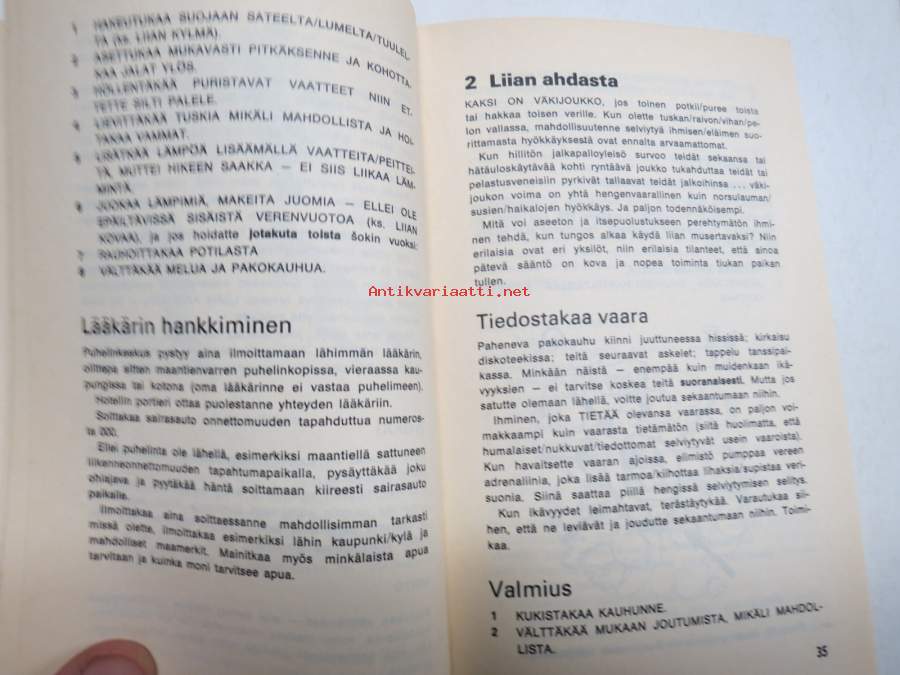 1 HAKEUTUKAA SUOJAAN SATEELTA/LUMELTA/TUULEL-
TA (ks. LIIAN KYLMÄ).
2 ASETTUKAA MUKAVASTI PITKÄKSENNE JA KOHOTTA-
KAA JALAT YLÖS.
3 HÖLLENTÄKÄÄ PURISTAVAT VAATTEET NIIN ET-
TETTE SILTI PALELE.
4 LIEVITTÄKÄÄ TUSKIA MIKÄLI MAHDOLLISTA JA HOI-
TAKAA VAMMAT.
5 LISÄTKÄÄ LÄMPÖÄ LISÄÄMÄLLÄ VAATTEITA/PEITTEI-
TÄ, MUTTEI HIKEEN SAAKKA — EI SIIS LIIKAA LÄM-
MINTÄ.
6 JUOKAA LÄMPIMIÄ, MAKEITA JUOMIA — ELLEI OLE
EPÄILTÄVISSÄ SISÄISTÄ VERENVUOTOA (ks. LIIAN
KOVAA), ja jos hoidatte jotakuta toista šokin vuoksi:
7 RAUHOITTAKAA POTILASTA
8 VÄLTTÄKÄÄ MELUA JA PAKOKAUHUA.
Lääkärin hankkiminen
Puhelinkeskus pystyy aina ilmoittamaan lähimmän lääkärin,
olittepa sitten maantienvarren puhelinkopissa, vieraassa kau-
pungissa tai kotona (oma lääkärinne ei vastaa puhelimeen).
Hotellin portieri ottaa puolestanne yhteyden lääkäriin.
Soittakaa sairasauto onnettomuuden tapahduttua numeros-
ta 000.
Ellei puhelinta ole lähellä, esimerkiksi maantiellä sattuneen
liikenneonnettomuuden tapahtumapaikalla, pysäyttäkää joku
ohjajava ja pyytäkää häntä soittamaan kiireesti sairasauto
paikalle.
Ilmoittakaa aina soittaessanne mahdollisimman tarkasti
missä olette, ilmoittakaa esimerkiksi lähin kaupunki/kylä ja
mahdolliset maamerkit. Mainitkaa myös minkälaista apua
tarvitaan ja kuinka moni tarvitsee apua.
2 Liian ahdasta
KAKSI ON VÄKIJOUKKO, jos toinen potkii/puree toista
tai hakkaa toisen verille. Kun olette tuskan/raivon/vihan/pe-
lon vallassa, mahdollisuutenne selviytyä ihmisen/eläimen suo-
rittamasta hyökkäyksestä ovat ennalta arvaamattomat.
Kun hillitön jalkapalloyleisö survoo teidät sekaansa tai
hätäuloskäytävää kohti ryntäävä joukko tukahduttaa teidät tai
pelastusveneisiin pyrkivät tallaavat teidät jalkoihinsa ... väki-
joukon voima on yhtä hengenvaarallinen kuin norsulauman/
susien/haikalojen hyökkäys. Ja paljon todennäköisempi.
Mitä voi aseeton ja itsepuolustukseen perehtymätön ihmi-
nen tehdä, kun tungos alkaa käydä liian musertavaksi? Niin
erilaisia ovat eri yksilöt, niin erilaisia tilanteet, että ainoa
pätevä sääntö on kova ja nopea toiminta tiukan paikan
tullen.
Antikvariaatti.net
Tiedostakaa vaara
Paheneva pakokauhu kiinni juuttuneessa hississä; kirkaisu
diskoteekissa; teitä seuraavat askelet; tappelu tanssipai-
kassa. Minkään näistä — enempää kuin muidenkaan ikä-
vyyksien — ei tarvitse koskea teitä suoranaisesti. Mutta jos
satutte olemaan lähellä, voitte joutua sekaantumaan niihin.
Ihminen, joka TIETÄÄ olevansa vaarassa, on paljon voi-
makkaampi kuin vaarasta tietämätön (siitä huolimatta, että
humalaiset/nukkuvat/tiedottomat selviytyvät usein vaaroista).
Kun havaitsette vaaran ajoissa, elimistö pumppaa vereen
adrenaliinia, joka lisää tarmoa/kiihottaa lihaksia/supistaa veri-
suonia. Siinä saattaa piillä hengissä selviytymisen selitys.
Kun ikävyydet leimahtavat, terästäytykää. Varautukaa sii-
hen, että ne leviävät ja joudutte sekaantumaan niihin. Toimi-
kaa.
Valmius
1 KUKISTAKAA KAUHUNNE.
2 VÄLTTÄKÄÄ MUKAAN JOUTUMISTA, MIKÄLI MAHDOL-
LISTA.
35